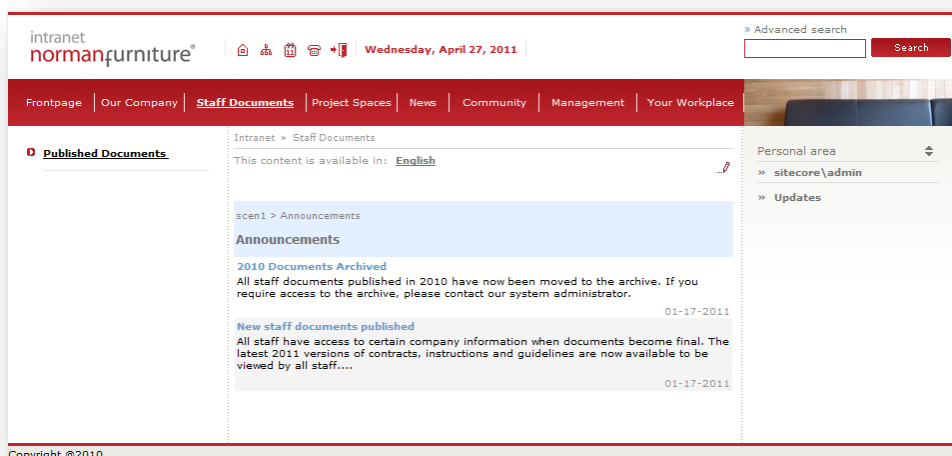 intranet
normanfurniture®
11
Wednesday, April 27, 2011
» Advanced search
Search
Frontpage
Our Company
Staff Documents
Project Spaces
News
Community
Management
Your Workplace
Published Documents
Intranet » Staff Documents
This content is available in: English
scen1 > Announcements
Announcements
2010 Documents Archived
All staff documents published in 2010 have now been moved to the archive. If you
require access to the archive, please contact our system administrator.
01-17-2011
New staff documents published
All staff have access to certain company information when documents become final. The
latest 2011 versions of contracts, instructions and guidelines are now available to be
viewed by all staff....
01-17-2011
Personal area
» sitecore\admin
» Updates
Copyright ©2010